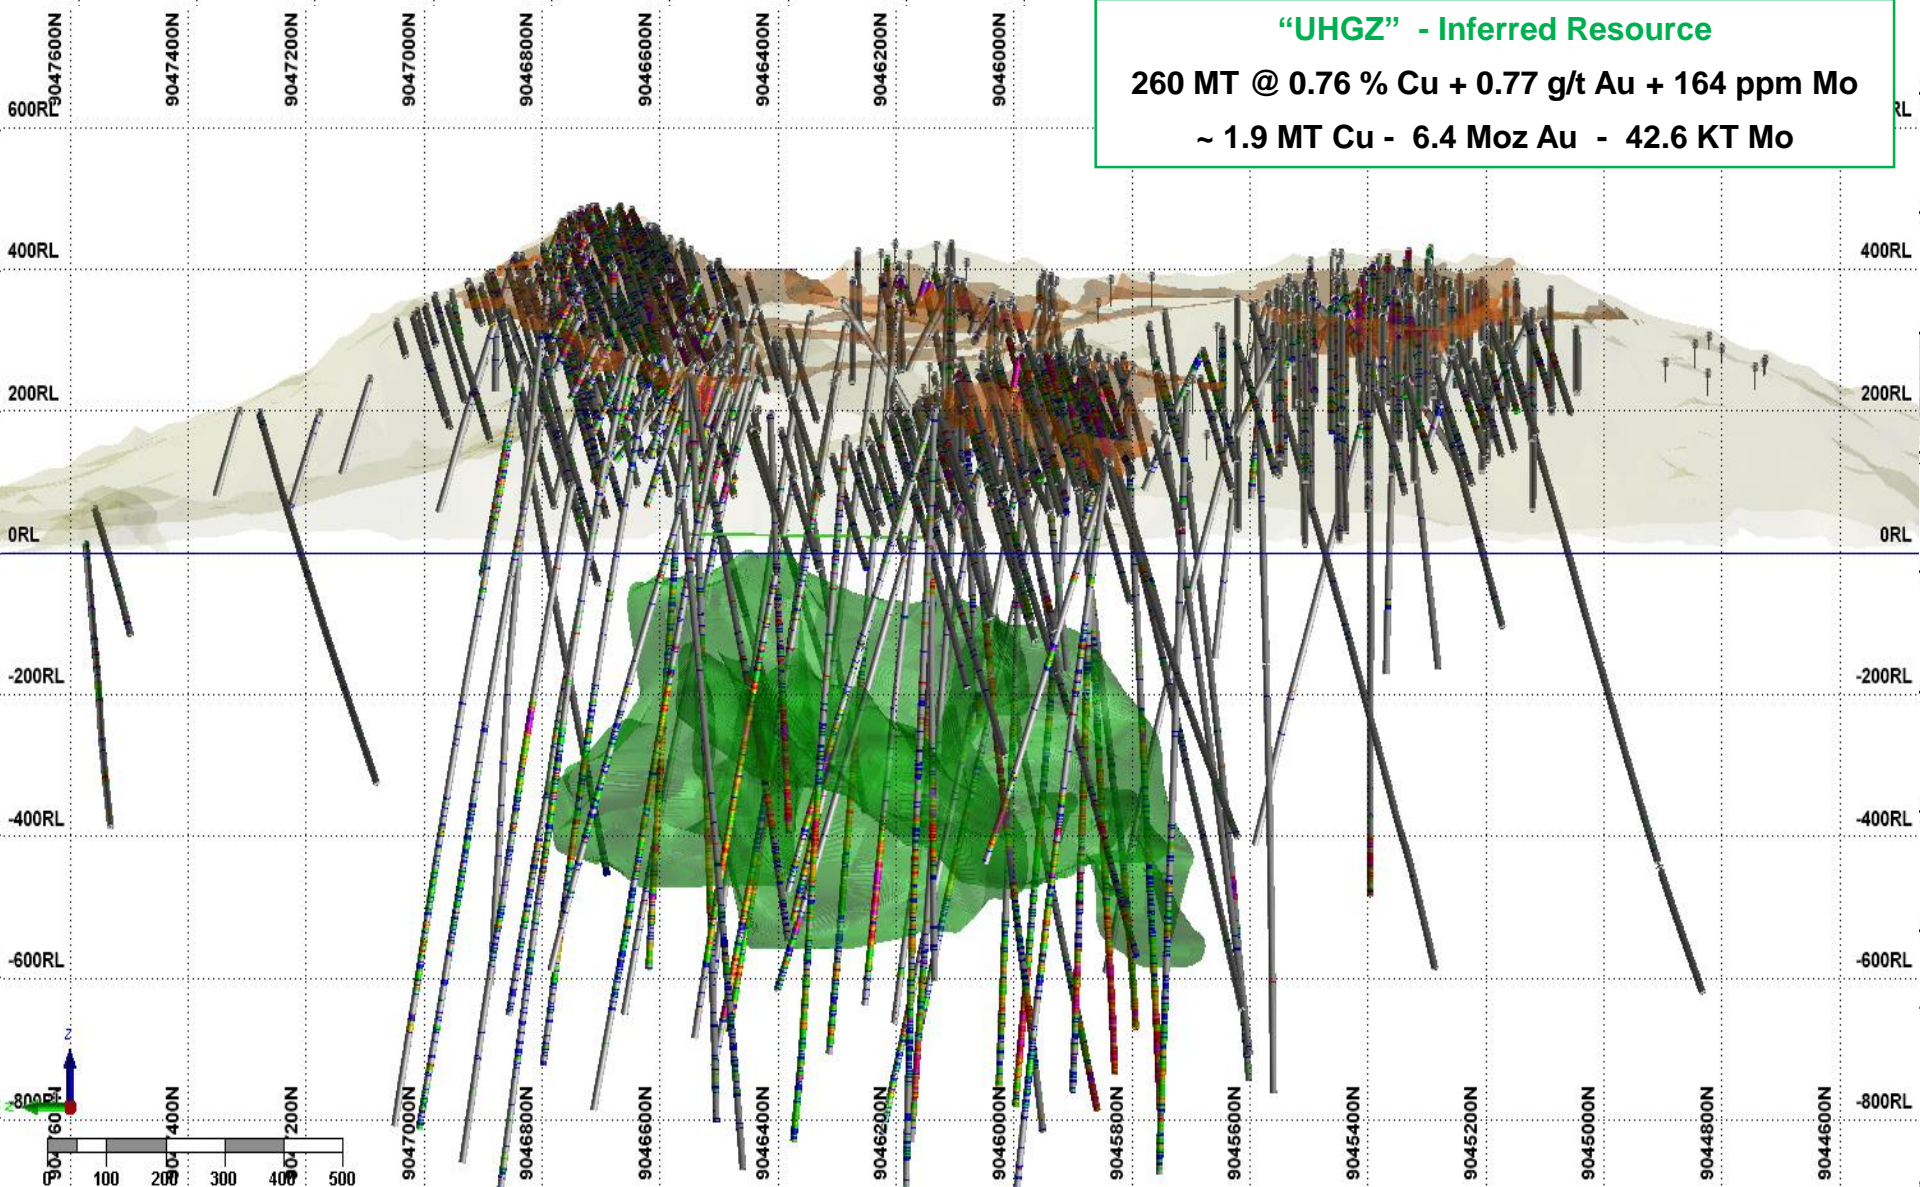 9047600N 9047400N 9047200N 9047000N 9046800N 9046600N 9046400N 9046200N 9046000N
“UHGZ” - Inferred Resource
260 MT @ 0.76 % Cu + 0.77 g/t Au + 164 ppm Mo
~ 1.9 MT Cu - 6.4 Moz Au - 42.6 KT Mo
600RL RL
400RL 400RL
200RL 200RL
0RL 0RL
-200RL -200RL
-400RL -400RL
-600RL -600RL
Z
-800RL -800RL
9047000N 9046800N 9046600N 9046400N 9046200N 9046000N 9045800N 9045600N 9045400N 9045200N 9045000N 9044800N 9044600N
0 100 200 300 400 500